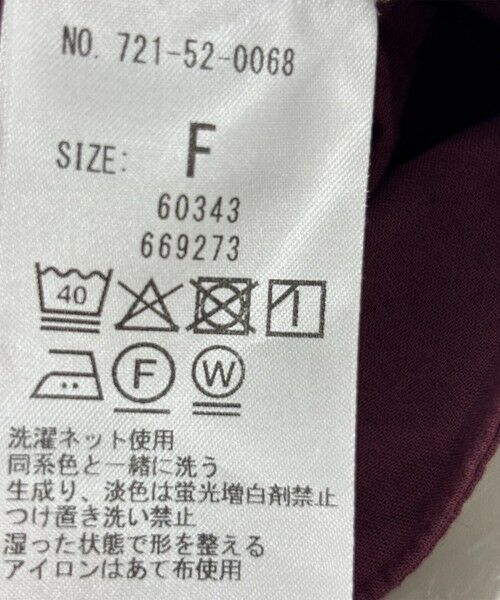 NO. 721-52-0068
SIZE: F
60343
669273
40
F W
洗濯ネット使用
同系色と一緒に洗う
生成り、淡色は蛍光増白剤禁止
つけ置き洗い禁止
湿った状態で形を整える
アイロンはあて布使用